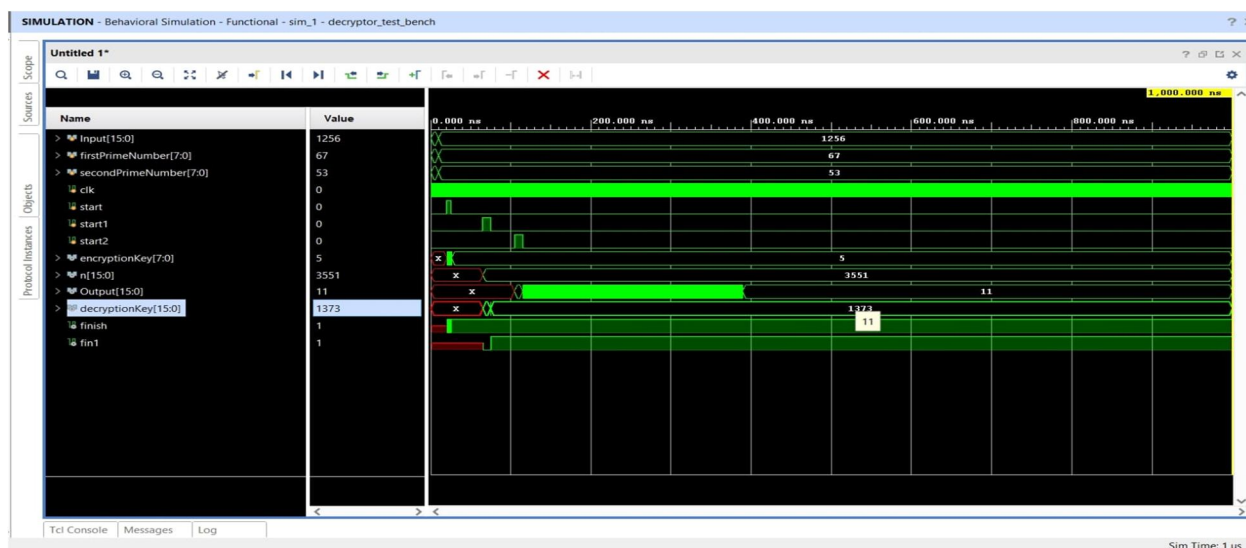 SIMULATION - Behavioral Simulation - Functional - sim_1 - decryptor_test_bench ?
Scope
Sources
Objects
Protocol Instances
Untitled 1*
1,000.000 ns
Name Value
0.000 ns 200.000 ns 400.000 ns 600.000 ns 800.000 ns
Input[15:0] 1256 1256
firstPrimeNumber[7:0] 67 67
secondPrimeNumber[7:0] 53 53
clk 0
start 0
start1 0
start2 0
encryptionKey[7:0] 5 x 5
n[15:0] 3551 x 3551
Output[15:0] 11 x 11
decryptionKey[15:0] 1373 x 1373
11
finish 1
fin1 1
Tcl Console Messages Log
Sim Time: 1 us